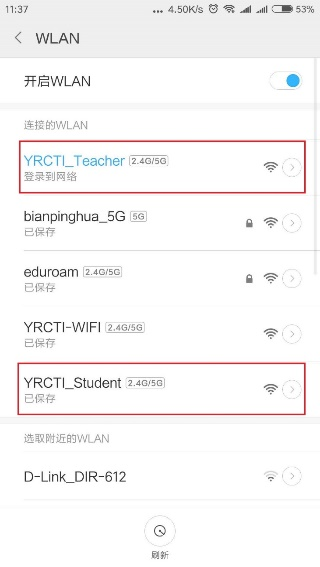 11:37 ... 4.50K/s 53%
WLAN
开启WLAN
连接的WLAN
YRCTI_Teacher 2.4G/5G
登录到网络
bianpinghua_5G 5G
已保存
eduroam 2.4G/5G
已保存
YRCTI-WIFI 2.4G/5G
已保存
YRCTI_Student 2.4G/5G
已保存
选取附近的WLAN
D-Link_DIR-612
刷新